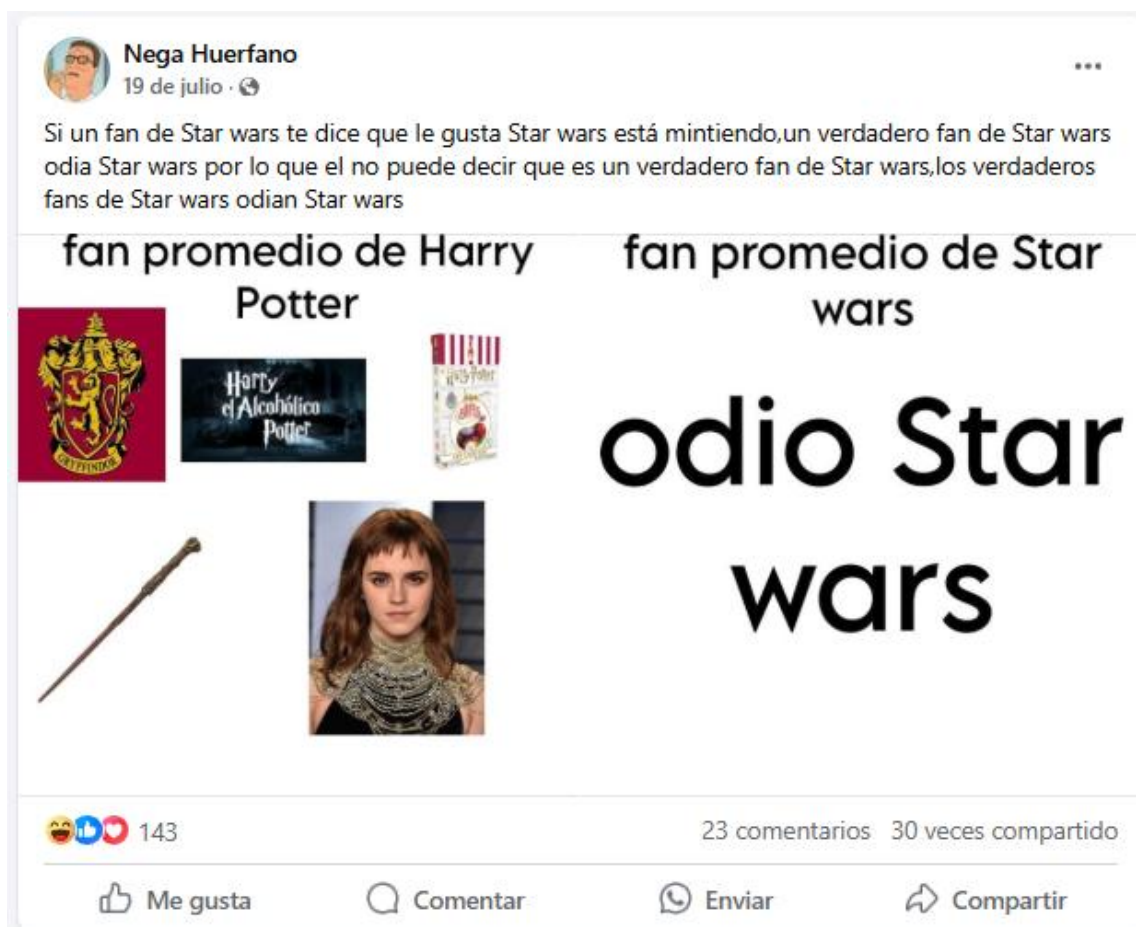 Nega Huerfano
19 de julio ·
Si un fan de Star wars te dice que le gusta Star wars está mintiendo,un verdadero fan de Star wars
odia Star wars por lo que el no puede decir que es un verdadero fan de Star wars,los verdaderos
fans de Star wars odian Star wars
fan promedio de Harry
Potter
GRYFFINDOR
Harry
el Alcohólico
Potter
Harry Potter
fan promedio de Star
wars
odio Star
wars
143
23 comentarios 30 veces compartido
Me gusta Comentar Enviar Compartir